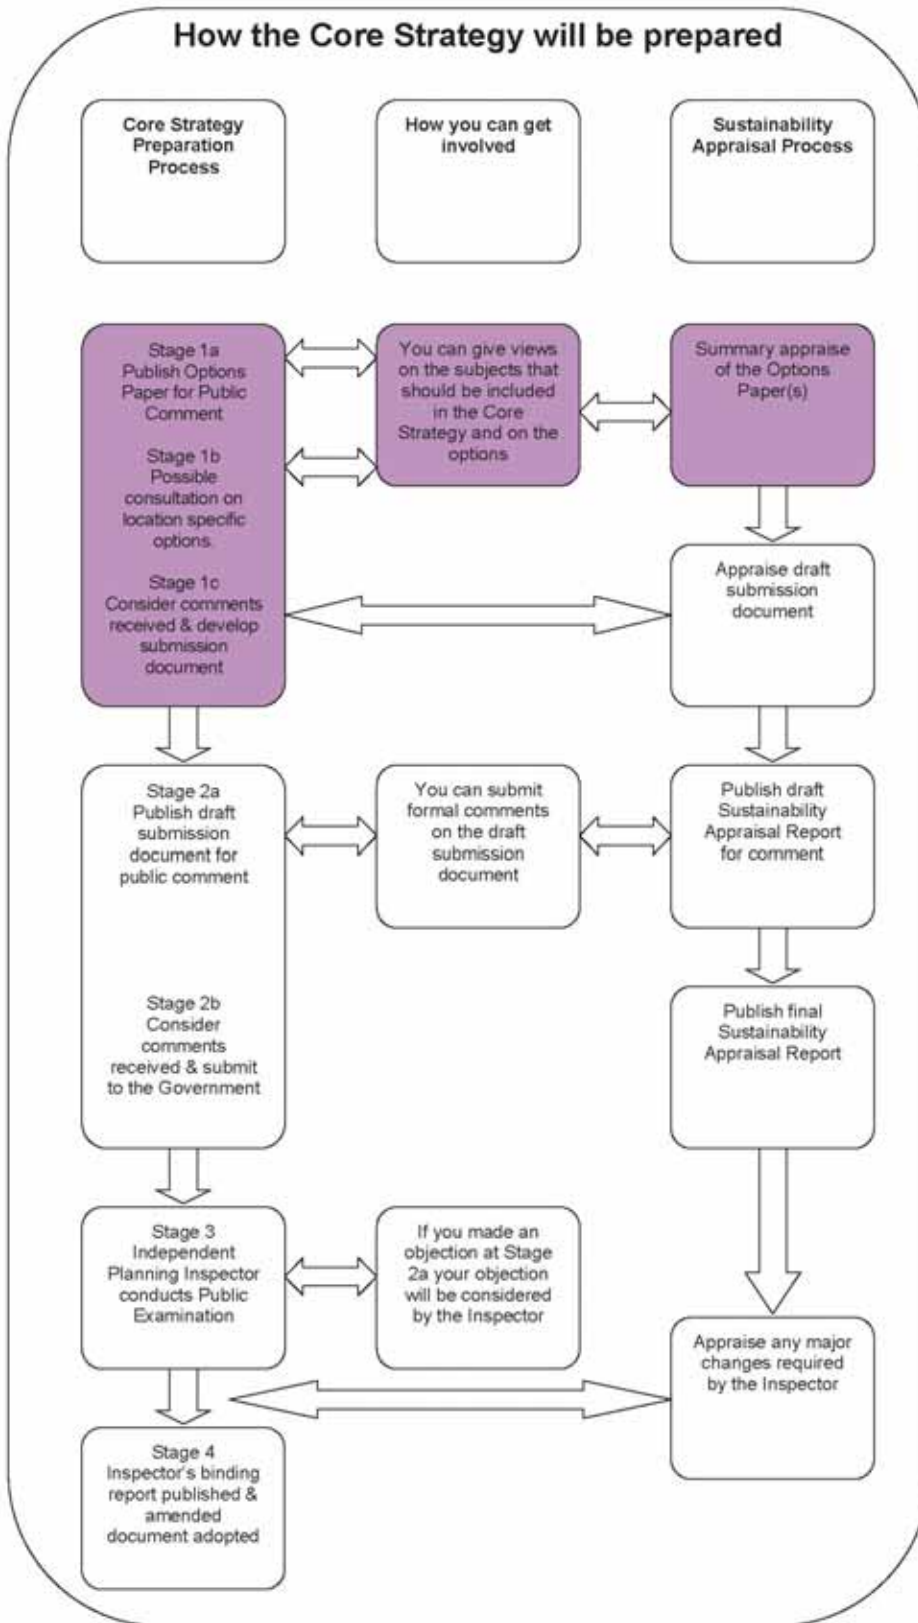 How the Core Strategy will be prepared
Core Strategy
Preparation
Process
How you can get
involved
Sustainability
Appraisal Process
Stage 1a
Publish Options
Paper for Public
Comment
Stage 1b
Possible
consultation on
location specific
options.
Stage 1c
Consider comments
received & develop
submission
document
You can give views
on the subjects that
should be included
in the Core
Strategy and on the
options
Summary appraise
of the Options
Paper(s)
Appraise draft
submission
document
Stage 2a
Publish draft
submission
document for
public comment
Stage 2b
Consider
comments
received & submit
to the Government
You can submit
formal comments
on the draft
submission
document
Publish draft
Sustainability
Appraisal Report
for comment
Publish final
Sustainability
Appraisal Report
Stage 3
Independent
Planning Inspector
conducts Public
Examination
If you made an
objection at Stage
2a your objection
will be considered
by the Inspector
Appraise any major
changes required
by the Inspector
Stage 4
Inspector's binding
report published &
amended
document adopted